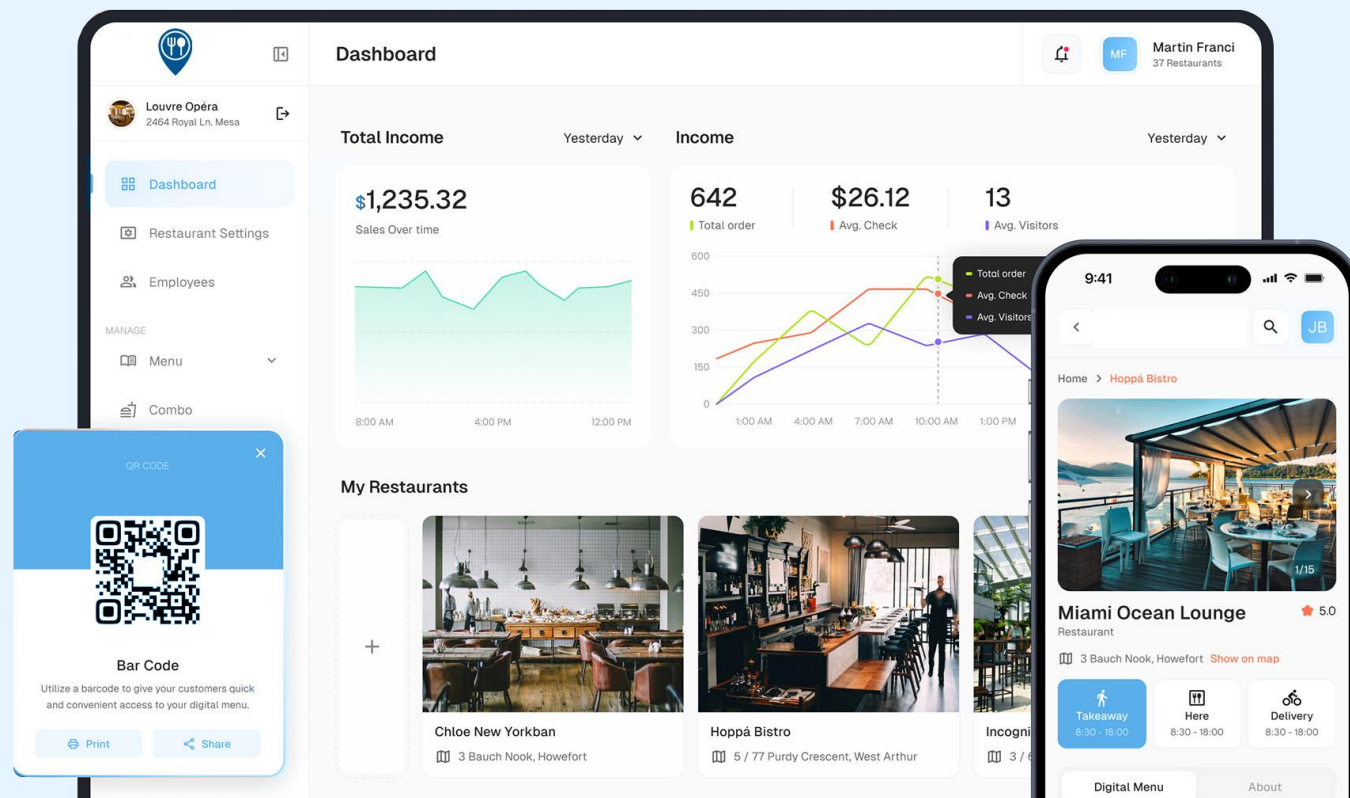 Dashboard
MF
Martin Franci
37 Restaurants
Louvre Opéra
2464 Royal Ln. Mesa
Dashboard
Restaurant Settings
Employees
MANAGE
Menu
Combo
Total Income
Yesterday
$1,235.32
Sales Over time
8:00 AM
4:00 PM
12:00 PM
Income
Yesterday
642
Total order
$26.12
Avg. Check
13
Avg. Visitors
600
450
300
150
0
1:00 AM
4:00 AM
7:00 AM
10:00 AM
1:00 PM
Total order
Avg. Check
Avg. Visitors
My Restaurants
+
Chloe New Yorkban
3 Bauch Nook, Howefort
Hoppá Bistro
5 / 77 Purdy Crescent, West Arthur
Incogni
3 /
QR CODE
Bar Code
Utilize a barcode to give your customers quick
and convenient access to your digital menu.
Print
Share
9:41
JB
Home > Hoppá Bistro
1/15
Miami Ocean Lounge
5.0
Restaurant
3 Bauch Nook, Howefort Show on map
Takeaway
8:30 - 18:00
Here
8:30 - 18:00
Delivery
8:30 - 18:00
Digital Menu
About